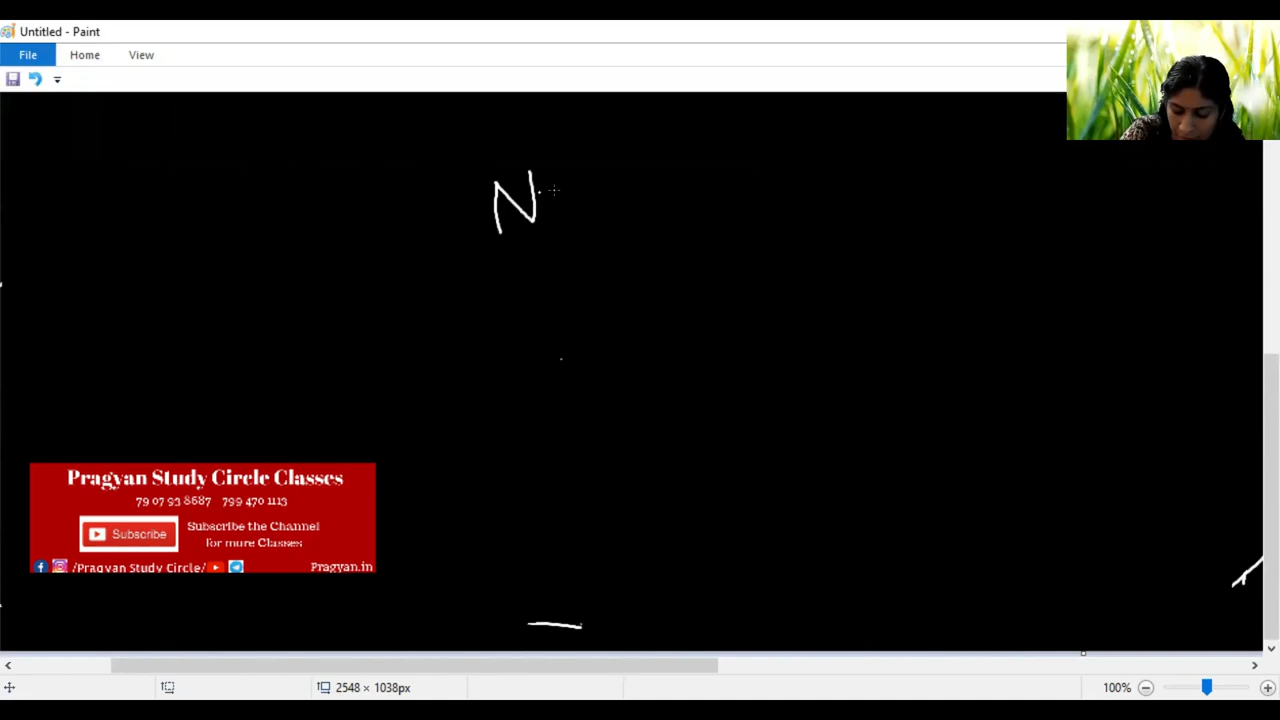 Untitled - Paint
File Home View
N
Pragyan Study Circle Classes
79 07 93 8687 799 470 1113
Subscribe
Subscribe the Channel
for more Classes
/Pragyan Study Circle/
Pragyan.in
2548 × 1038px
100%